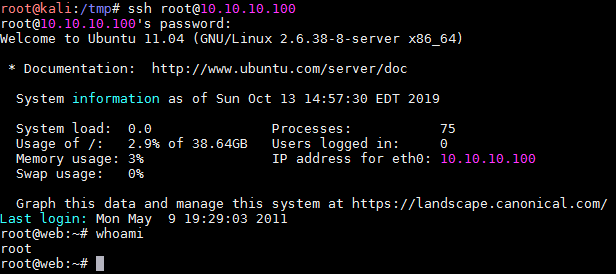 root@kali:/tmp# ssh root@10.10.10.100
root@10.10.10.100's password:
Welcome to Ubuntu 11.04 (GNU/Linux 2.6.38-8-server x86_64)
* Documentation:  http://www.ubuntu.com/server/doc
System information as of Sun Oct 13 14:57:30 EDT 2019
System load:  0.0               Processes:           75
Usage of /:   2.9% of 38.64GB   Users logged in:     0
Memory usage: 3%                IP address for eth0: 10.10.10.100
Swap usage:   0%
Graph this data and manage this system at https://landscape.canonical.com/
Last login: Mon May  9 19:29:03 2011
root@web:~# whoami
root
root@web:~#